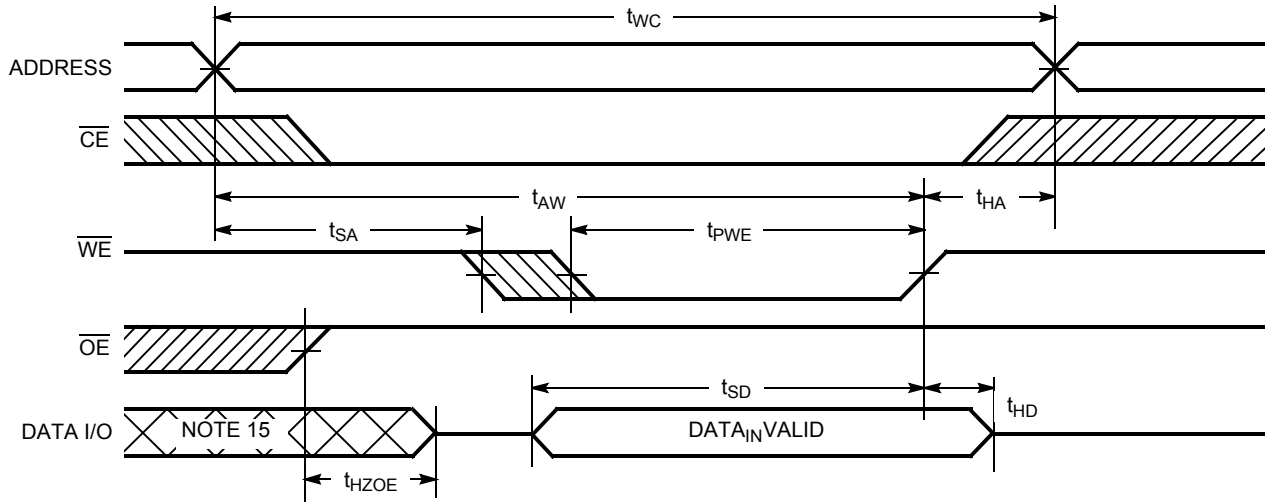 tWC
ADDRESS
CE
tAW
tHA
tSA
tPWE
WE
OE
tSD
tHD
DATA I/O
NOTE 15
DATAINVALID
tHZOE